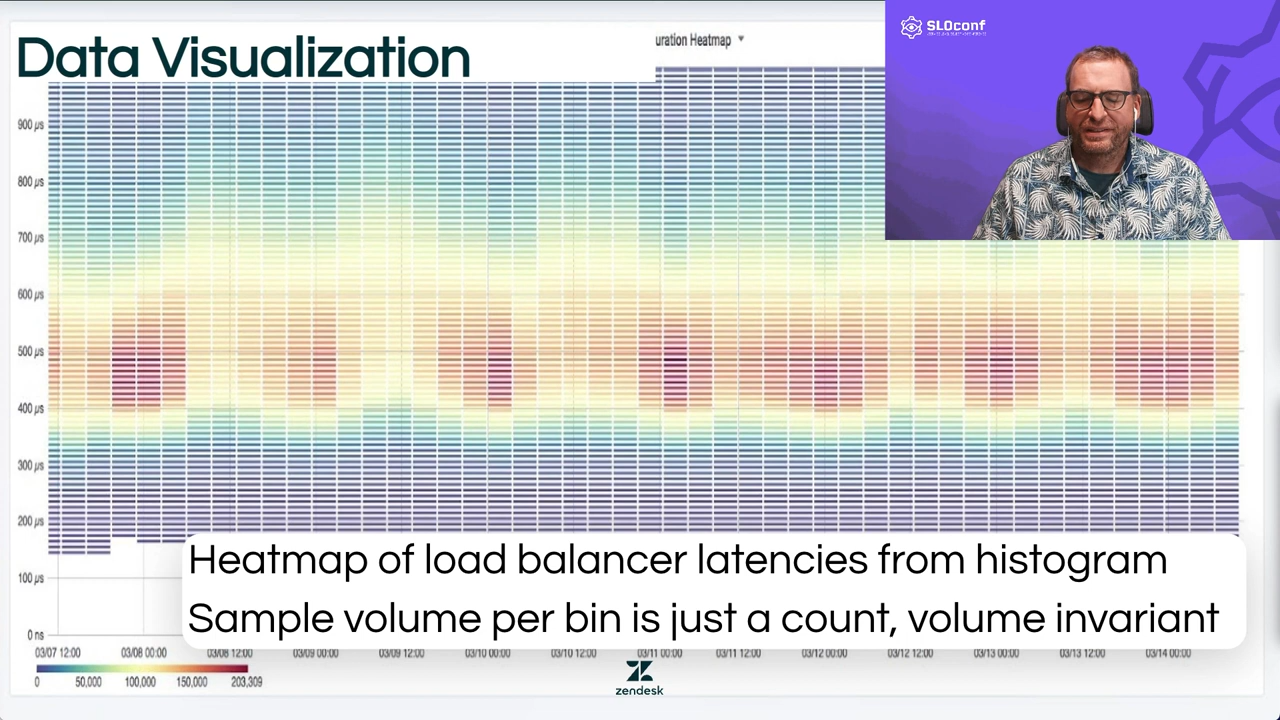 Data Visualization
uration Heatmap
SLOconf
900 µs
800 µs
700 µs
600 µs
500 µs
400 µs
300 µs
200 µs
100 µs
0 ns
Heatmap of load balancer latencies from histogram
Sample volume per bin is just a count, volume invariant
03/07 12:00 03/08 00:00 03/08 12:00 03/09 00:00 03/09 12:00 03/10 00:00 03/10 12:00 03/11 00:00 03/11 12:00 03/12 00:00 03/12 12:00 03/13 00:00 03/13 12:00 03/14 00:00
0 50,000 100,000 150,000 203,309
zendesk